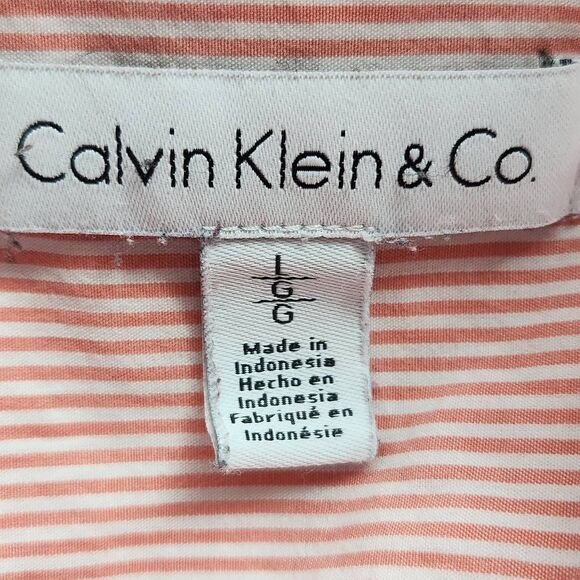 Calvin Klein & Co.
L
G
G
Made in
Indonesia
Hecho en
Indonesia
Fabriqué en
Indonésie